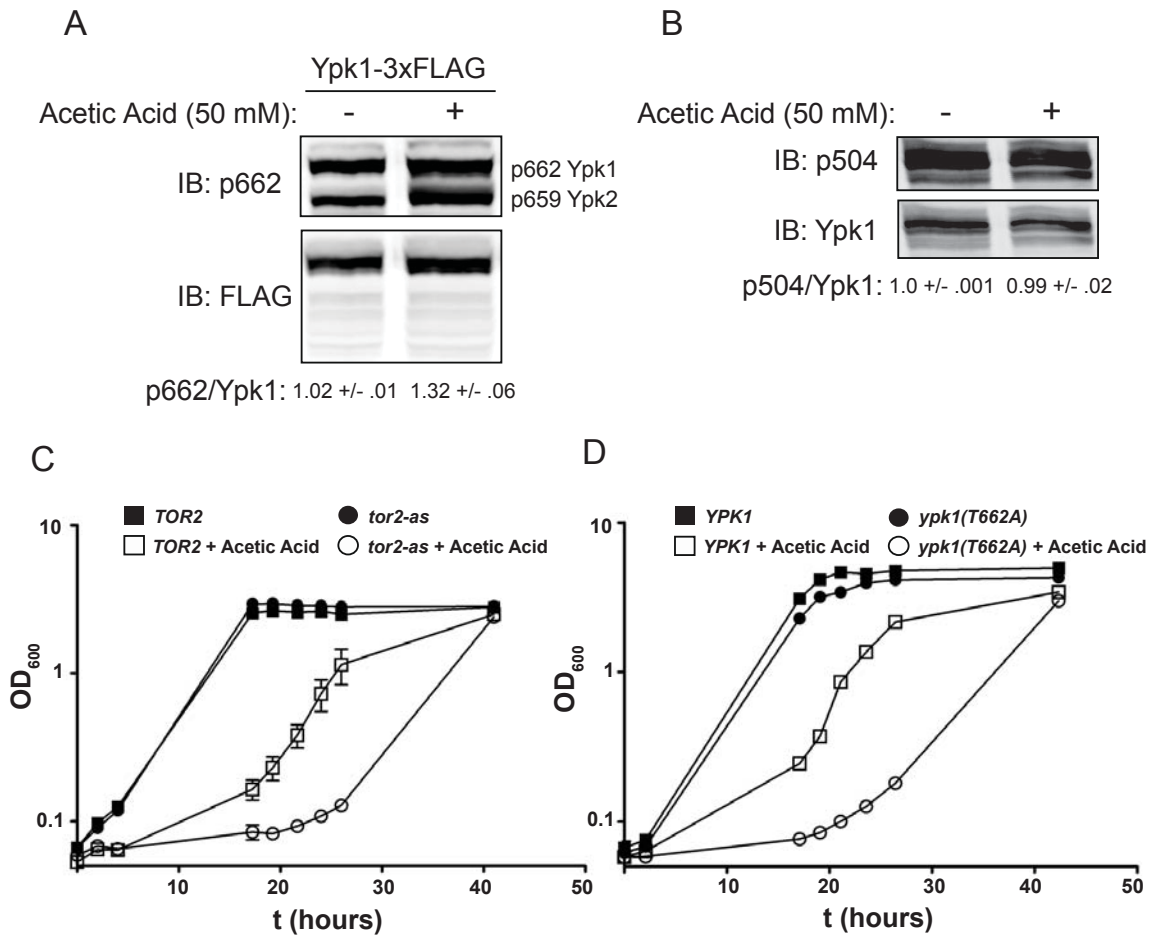 A
Ypk1-3xFLAG
Acetic Acid (50 mM): - +
IB: p662
p662 Ypk1
p659 Ypk2
IB: FLAG
p662/Ypk1: 1.02 +/- .01 1.32 +/- .06
B
Acetic Acid (50 mM): - +
IB: p504
IB: Ypk1
p504/Ypk1: 1.0 +/- .001 0.99 +/- .02
C
TOR2 tor2-as
TOR2 + Acetic Acid tor2-as + Acetic Acid
10
1
0.1
OD600
10 20 30 40 50
t (hours)
D
YPK1 ypk1(T662A)
YPK1 + Acetic Acid ypk1(T662A) + Acetic Acid
10
1
0.1
OD600
10 20 30 40 50
t (hours)